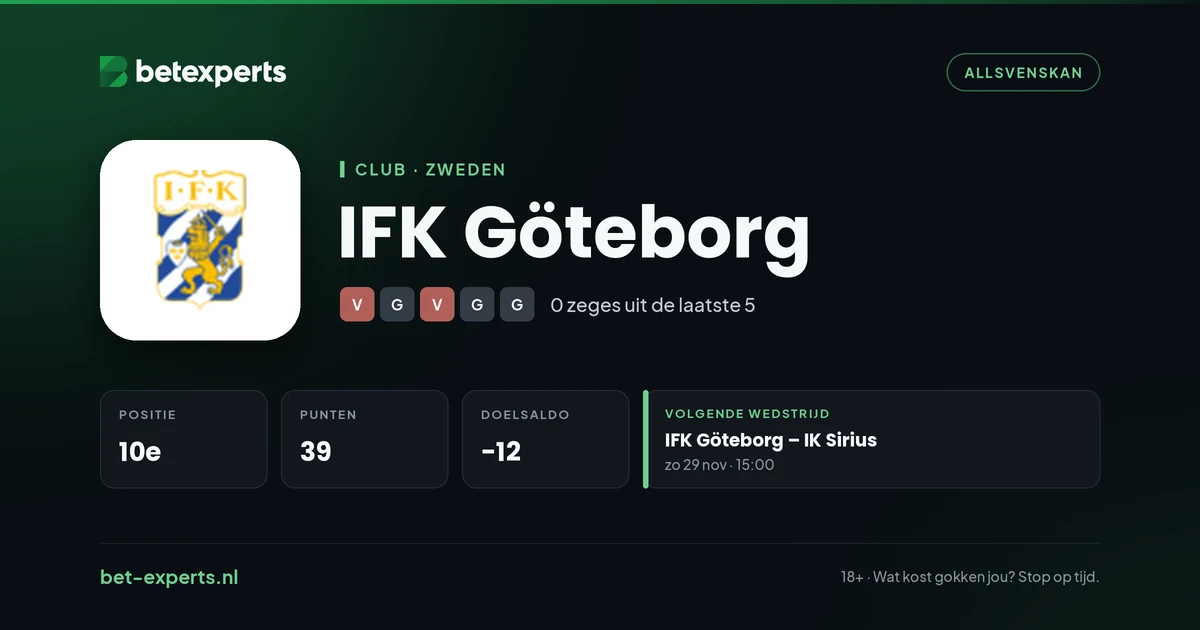 betexperts
ALLSVENSKAN
I·F·K
CLUB · ZWEDEN
IFK Göteborg
V G V G G 0 zeges uit de laatste 5
POSITIE
10e
PUNTEN
39
DOELSALDO
-12
VOLGENDE WEDSTRIJD
IFK Göteborg – IK Sirius
zo 29 nov · 15:00
bet-experts.nl
18+ · Wat kost gokken jou? Stop op tijd.